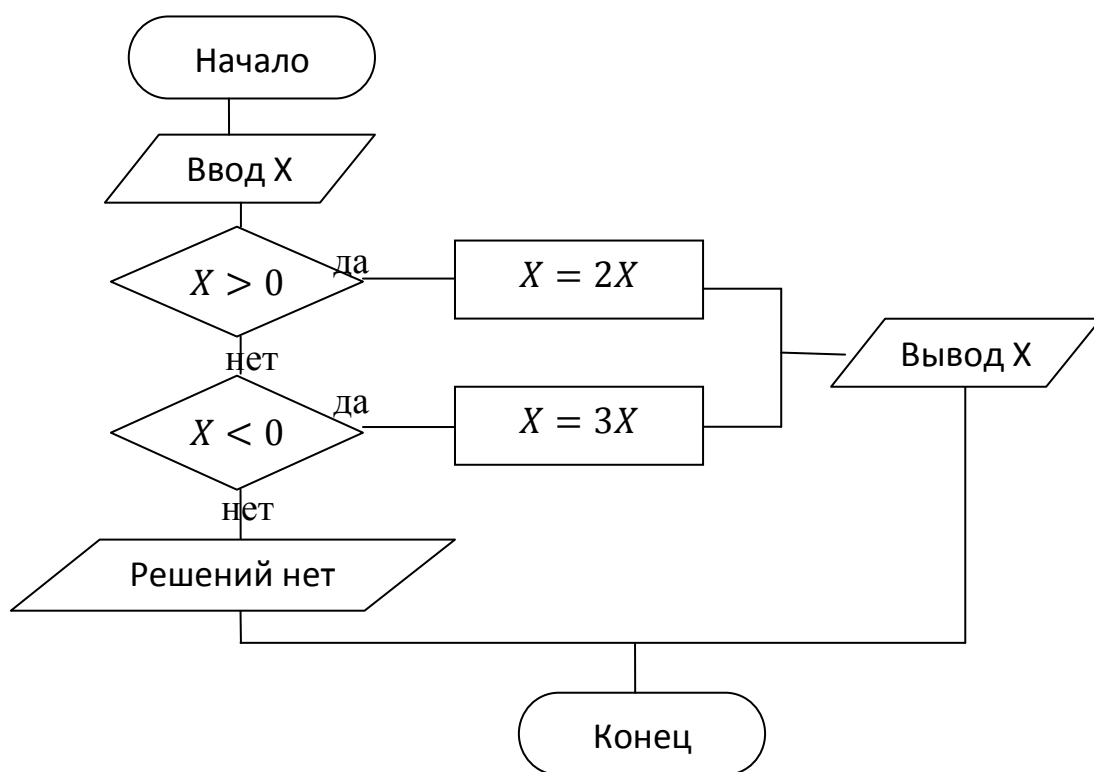 Начало
Ввод X
X > 0
да
X = 2X
Вывод X
нет
X < 0
да
X = 3X
нет
Решений нет
Конец